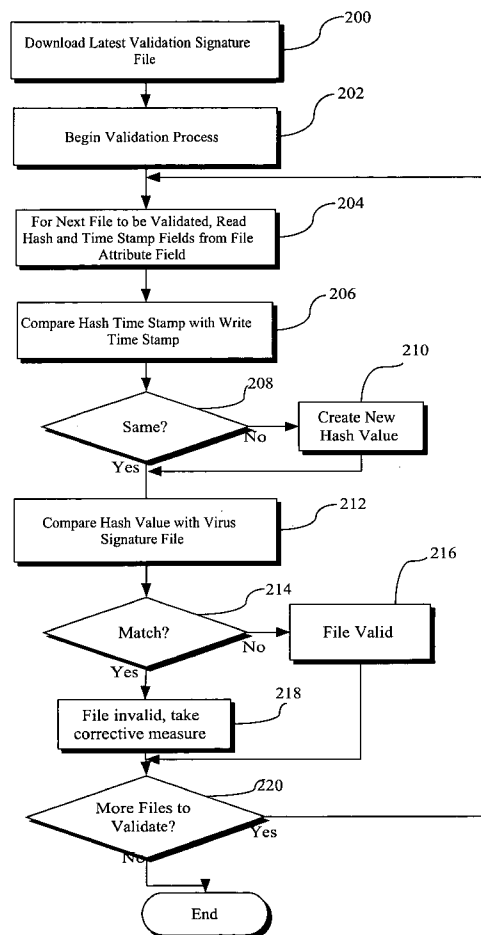 200
Download Latest Validation Signature
File
202
Begin Validation Process
204
For Next File to be Validated, Read
Hash and Time Stamp Fields from File
Attribute Field
206
Compare Hash Time Stamp with Write
Time Stamp
208
210
Same?
No
Create New
Hash Value
Yes
212
Compare Hash Value with Virus
Signature File
214
216
Match?
No
File Valid
Yes
218
File invalid, take
corrective measure
220
More Files to
Validate?
Yes
No
End